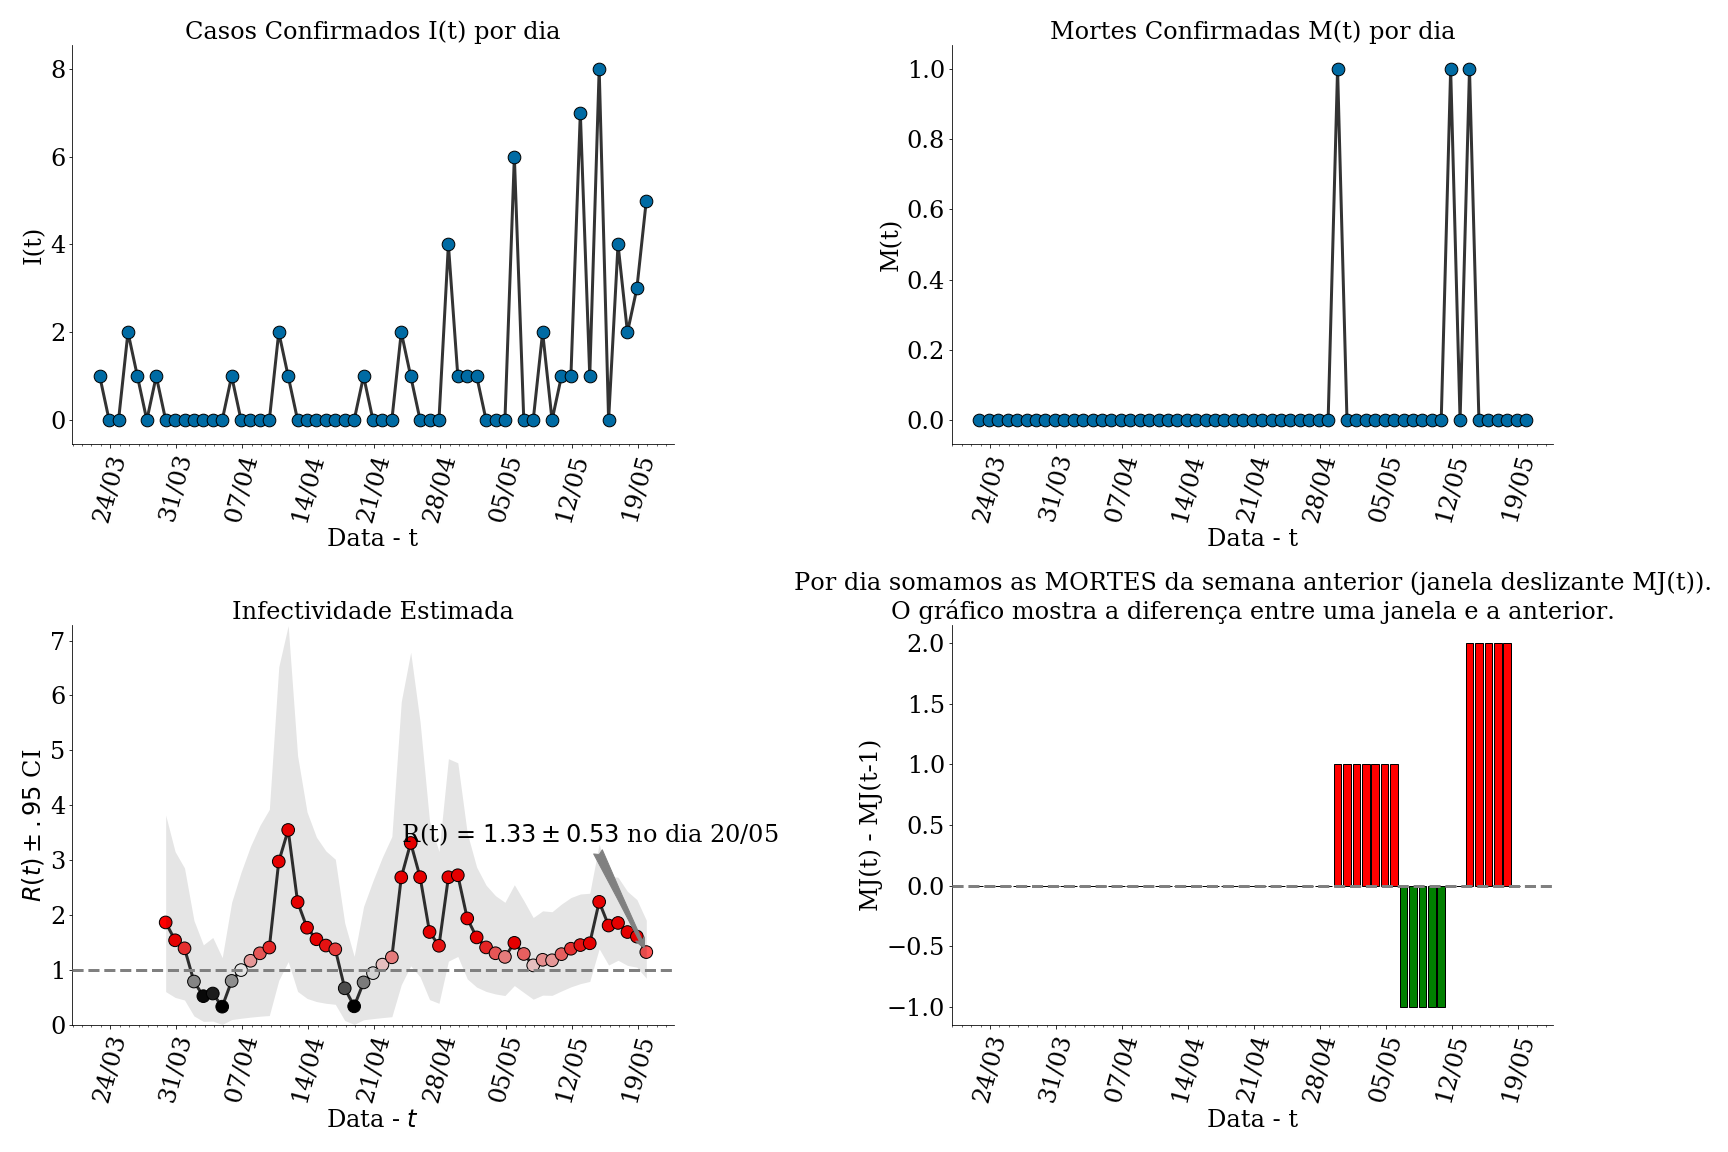 Casos Confirmados I(t) por dia
8
6
4
2
0
I(t)
24/03 31/03 07/04 14/04 21/04 28/04 05/05 12/05 19/05
Data - t
Mortes Confirmadas M(t) por dia
1.0
0.8
0.6
0.4
0.2
0.0
M(t)
24/03 31/03 07/04 14/04 21/04 28/04 05/05 12/05 19/05
Data - t
Infectividade Estimada
7
6
5
4
3
2
1
0
R(t) ± .95 CI
R(t) = 1.33 ± 0.53 no dia 20/05
24/03 31/03 07/04 14/04 21/04 28/04 05/05 12/05 19/05
Data - t
Por dia somamos as MORTES da semana anterior (janela deslizante MJ(t)).
O gráfico mostra a diferença entre uma janela e a anterior.
2.0
1.5
1.0
0.5
0.0
−0.5
−1.0
MJ(t) - MJ(t-1)
24/03 31/03 07/04 14/04 21/04 28/04 05/05 12/05 19/05
Data - t